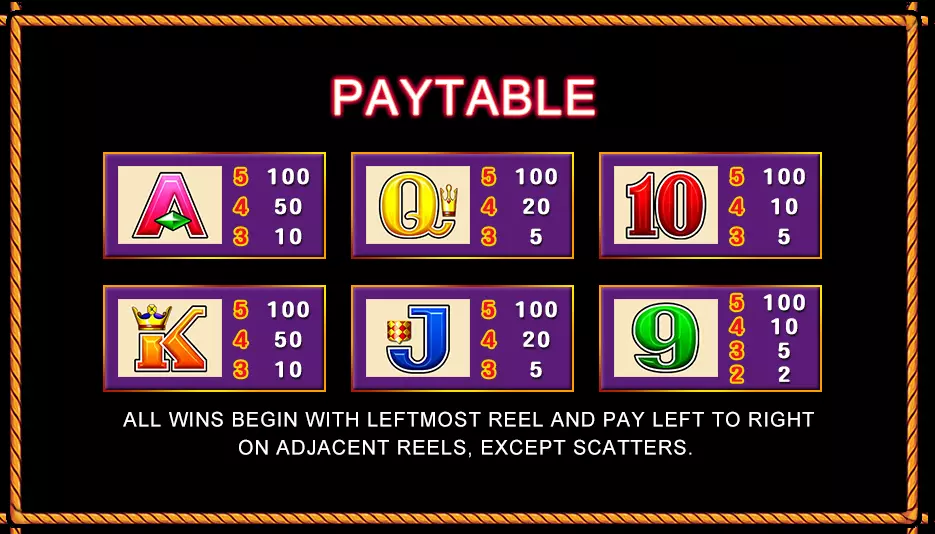 PAYTABLE
A 5 100 Q 5 100 10 5 100
4 50 4 20 4 10
3 10 3 5 3 5
K 5 100 J 5 100 9 5 100
4 50 4 20 4 10
3 10 3 5 3 5
2 2
ALL WINS BEGIN WITH LEFTMOST REEL AND PAY LEFT TO RIGHT
ON ADJACENT REELS, EXCEPT SCATTERS.